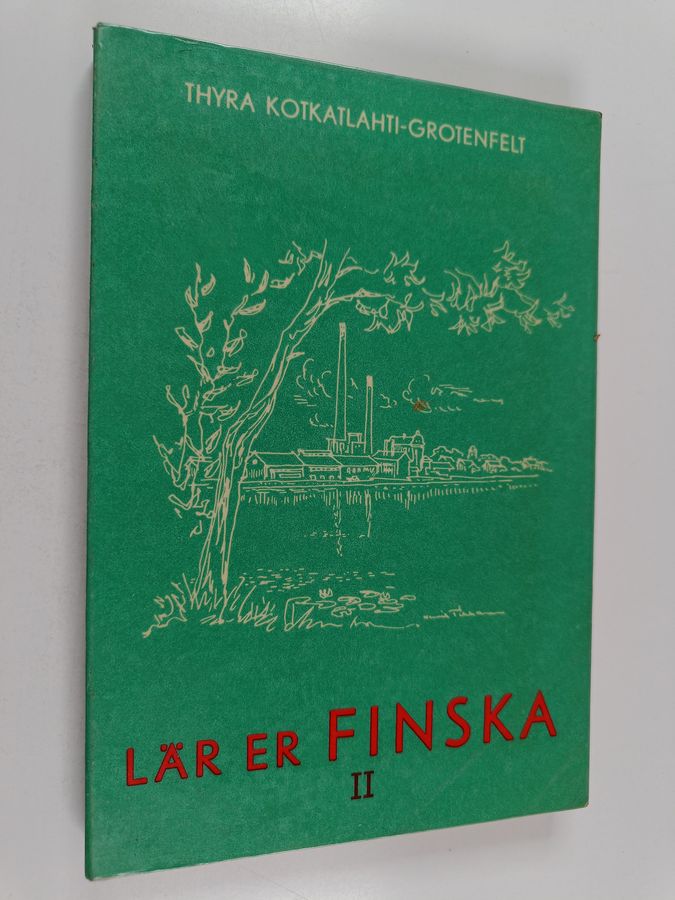 THYRA KOTKATLAHTI-GROTENFELT
LÄR ER FINSKA
II